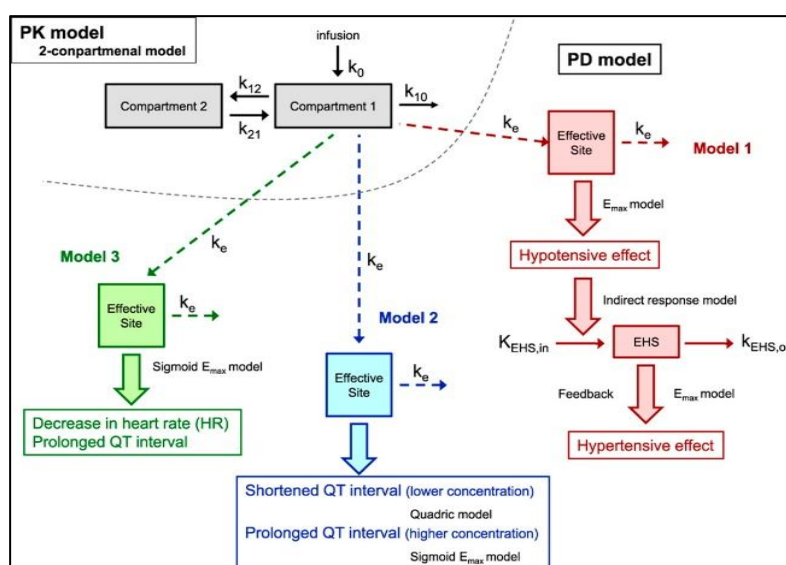 PK model
2-conpartmenal model
infusion
k0
PD model
Compartment 2
k12
k21
Compartment 1
k10
ke
Effective
Site
ke
Model 1
Emax model
Hypotensive effect
Indirect response model
KEHS,in
EHS
kEHS,o
Feedback
Emax model
Hypertensive effect
Model 3
ke
Effective
Site
ke
Sigmoid Emax model
Decrease in heart rate (HR)
Prolonged QT interval
ke
Model 2
Effective
Site
ke
Shortened QT interval (lower concentration)
Quadric model
Prolonged QT interval (higher concentration)
Sigmoid Emax model